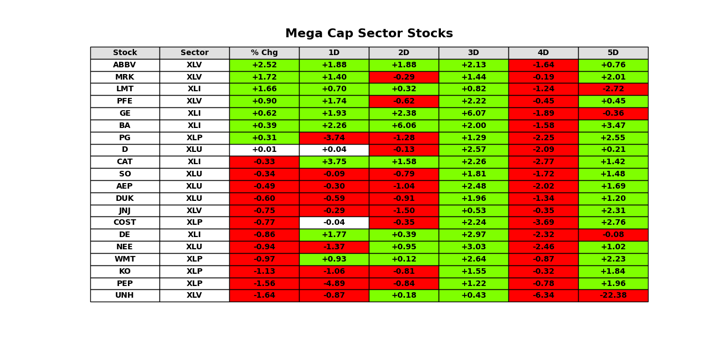 Mega Cap Sector Stocks
Stock Sector % Chg 1D 2D 3D 4D 5D
ABBV XLV +2.52 +1.88 +1.88 +2.13 -1.64 +0.76
MRK XLV +1.72 +1.40 -0.29 +1.44 -0.19 +2.01
LMT XLI +1.66 +0.70 +0.32 +0.82 -1.24 -2.72
PFE XLV +0.90 +1.74 -0.62 +2.22 -0.45 +0.45
GE XLI +0.62 +1.93 +2.38 +6.07 -1.89 -0.36
BA XLI +0.39 +2.26 +6.06 +2.00 -1.58 +3.47
PG XLP +0.31 -3.74 -1.28 +1.29 -2.25 +2.55
D XLU +0.01 +0.04 -0.13 +2.57 -2.09 +0.21
CAT XLI -0.33 +3.75 +1.58 +2.26 -2.77 +1.42
SO XLU -0.34 -0.09 -0.79 +1.81 -1.72 +1.48
AEP XLU -0.49 -0.30 -1.04 +2.48 -2.02 +1.69
DUK XLU -0.60 -0.59 -0.91 +1.96 -1.34 +1.20
JNJ XLV -0.75 -0.29 -1.50 +0.53 -0.35 +2.31
COST XLP -0.77 -0.04 -0.35 +2.24 -3.69 +2.76
DE XLI -0.86 +1.77 +0.39 +2.97 -2.32 -0.08
NEE XLU -0.94 -1.37 +0.95 +3.03 -2.46 +1.02
WMT XLP -0.97 +0.93 +0.12 +2.64 -0.87 +2.23
KO XLP -1.13 -1.06 -0.81 +1.55 -0.32 +1.84
PEP XLP -1.56 -4.89 -0.84 +1.22 -0.78 +1.96
UNH XLV -1.64 -0.87 +0.18 +0.43 -6.34 -22.38